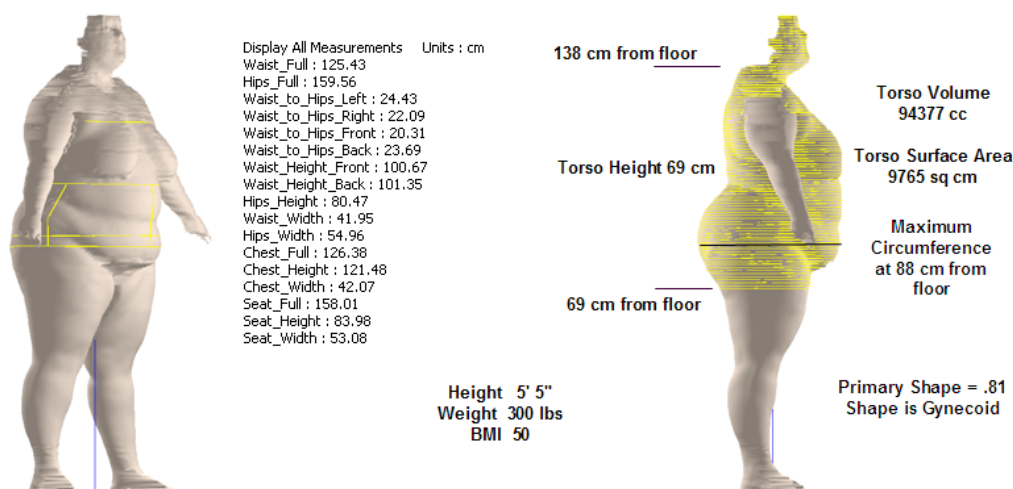 Display All Measurements Units : cm
Waist_Full : 125.43
Hips_Full : 159.56
Waist_to_Hips_Left : 24.43
Waist_to_Hips_Right : 22.09
Waist_to_Hips_Front : 20.31
Waist_to_Hips_Back : 23.69
Waist_Height_Front : 100.67
Waist_Height_Back : 101.35
Hips_Height : 80.47
Waist_Width : 41.95
Hips_Width : 54.96
Chest_Full : 126.38
Chest_Height : 121.48
Chest_Width : 42.07
Seat_Full : 158.01
Seat_Height : 83.98
Seat_Width : 53.08
Height 5' 5"
Weight 300 lbs
BMI 50
138 cm from floor
Torso Height 69 cm
69 cm from floor
Torso Volume
94377 cc
Torso Surface Area
9765 sq cm
Maximum
Circumference
at 88 cm from
floor
Primary Shape = .81
Shape is Gynecoid